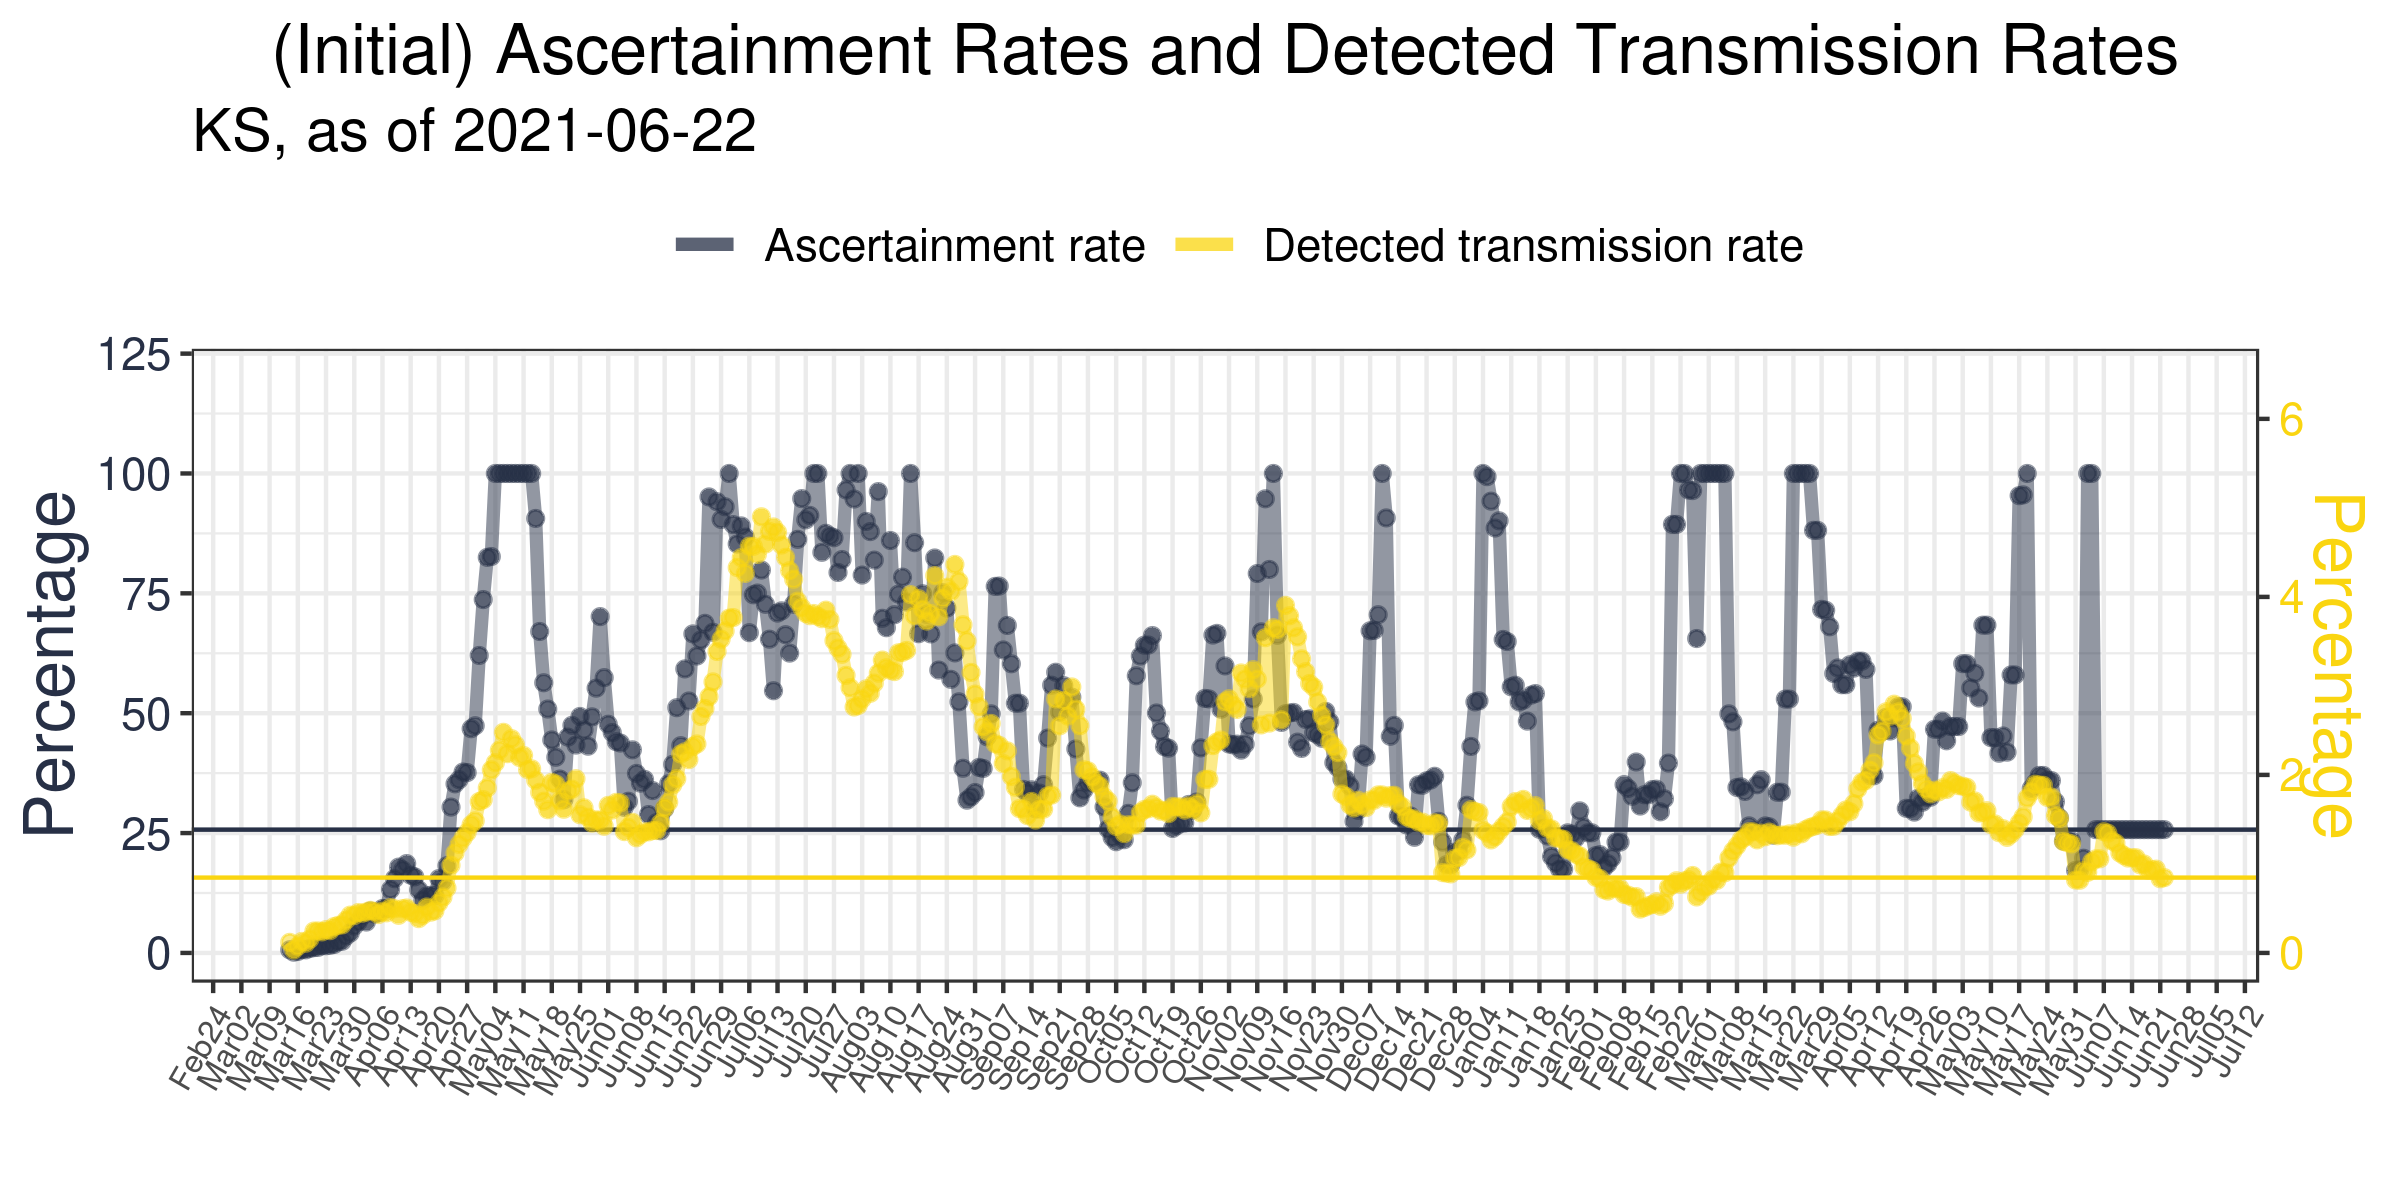 (Initial) Ascertainment Rates and Detected Transmission Rates
KS, as of 2021-06-22
Ascertainment rate
Detected transmission rate
Percentage
125
100
75
50
25
0
6
4
2
0
Percentage
Feb24
Mar02
Mar09
Mar16
Mar23
Mar30
Apr06
Apr13
Apr20
Apr27
May04
May11
May18
May25
Jun01
Jun08
Jun15
Jun22
Jun29
Jul06
Jul13
Jul20
Jul27
Aug03
Aug10
Aug17
Aug24
Aug31
Sep07
Sep14
Sep21
Sep28
Oct05
Oct12
Oct19
Oct26
Nov02
Nov09
Nov16
Nov23
Nov30
Dec07
Dec14
Dec21
Dec28
Jan04
Jan11
Jan18
Jan25
Feb01
Feb08
Feb15
Feb22
Mar01
Mar08
Mar15
Mar22
Mar29
Apr05
Apr12
Apr19
Apr26
May03
May10
May17
May24
May31
Jun07
Jun14
Jun21
Jun28
Jul05
Jul12